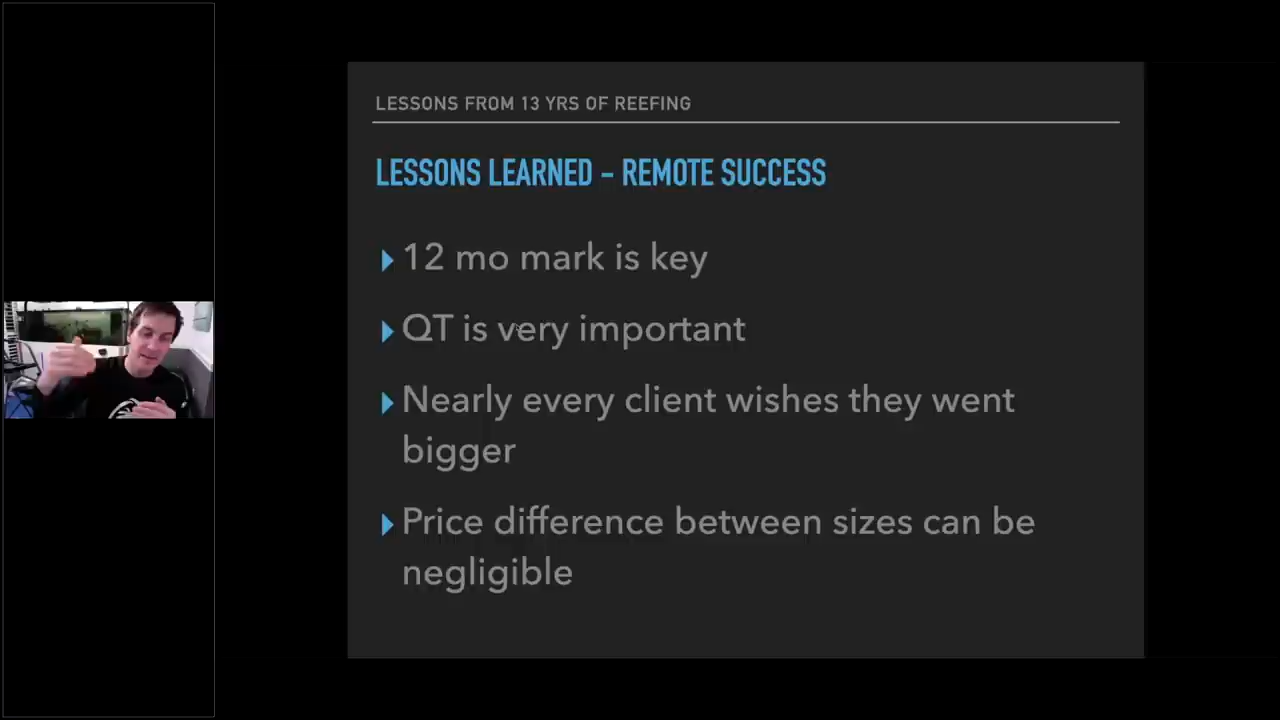 LESSONS FROM 13 YRS OF REEFING
LESSONS LEARNED - REMOTE SUCCESS
12 mo mark is key
QT is very important
Nearly every client wishes they went
bigger
Price difference between sizes can be
negligible